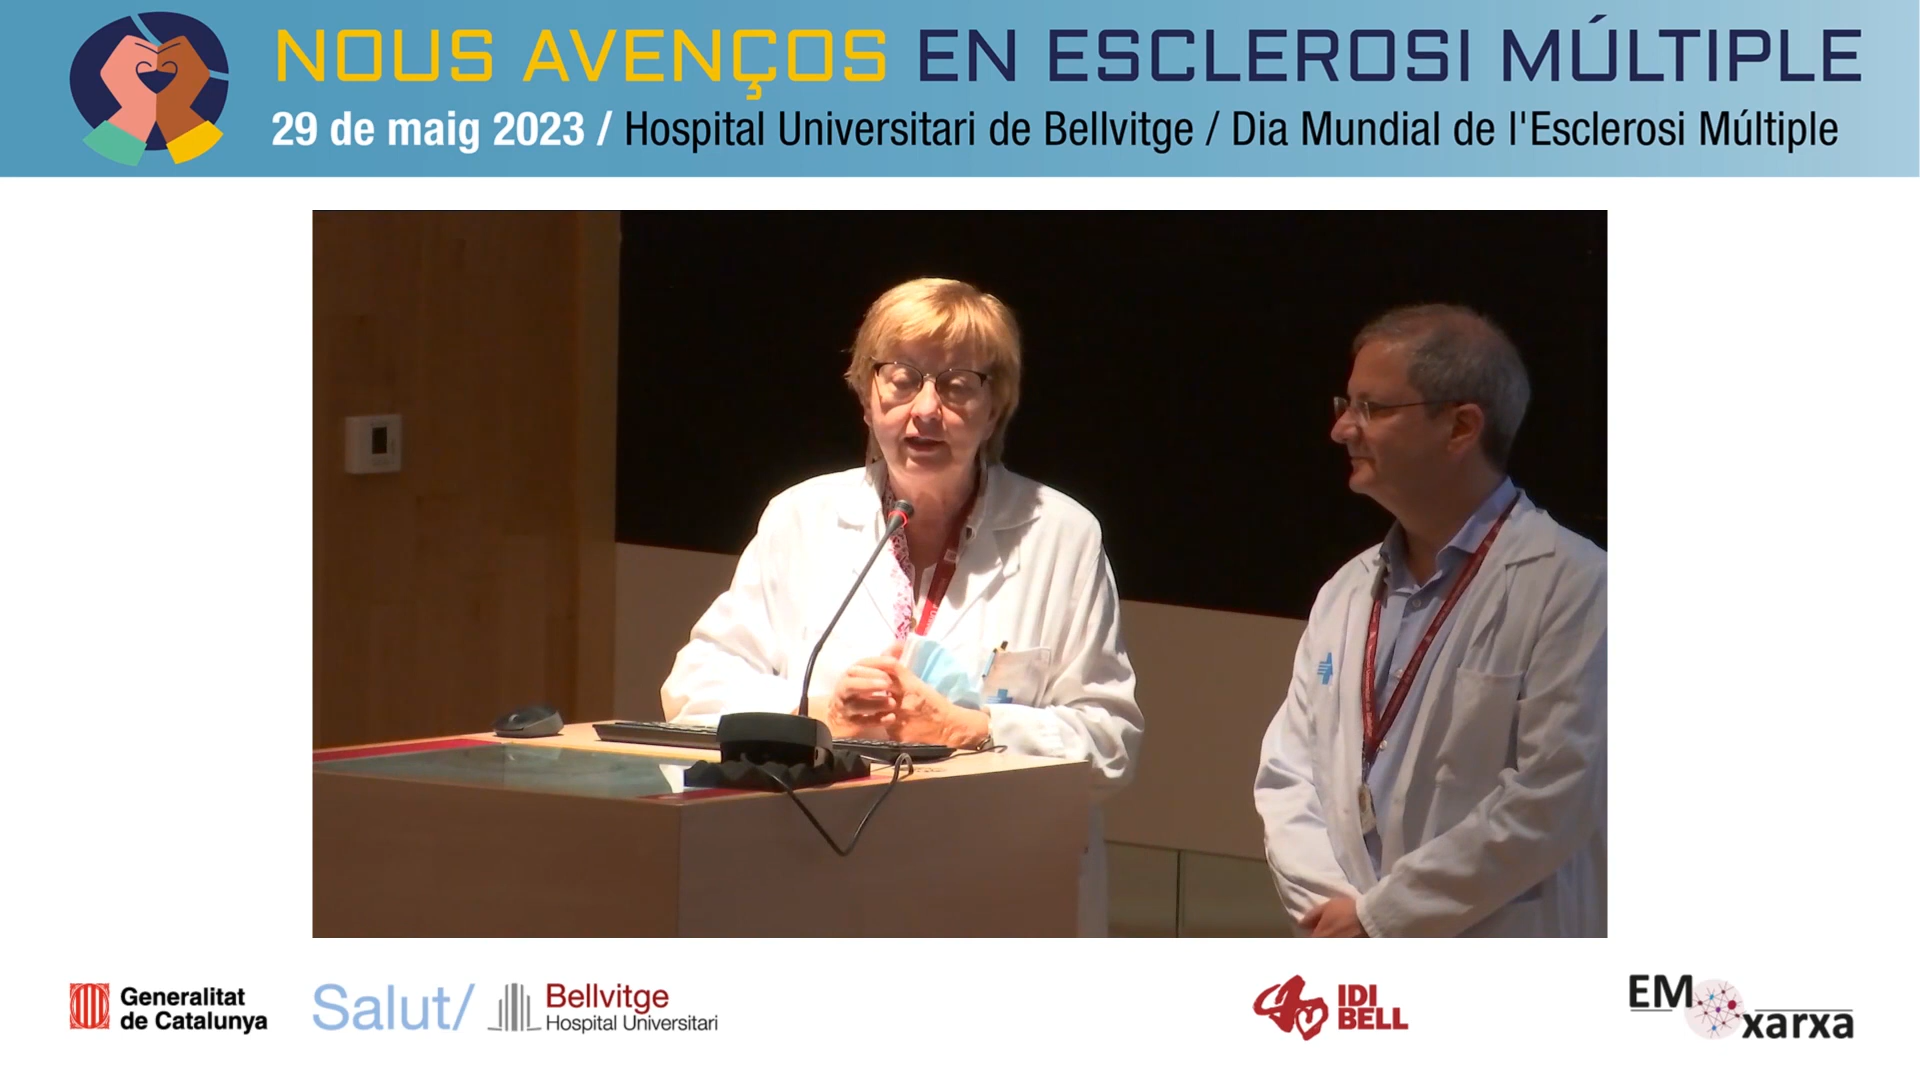 NOUS AVENÇOS EN ESCLEROSI MÚLTIPLE
29 de maig 2023 / Hospital Universitari de Bellvitge / Dia Mundial de l'Esclerosi Múltiple
Generalitat
de Catalunya
Salut/
Bellvitge
Hospital Universitari
IDI
BELL
EM
xarxa